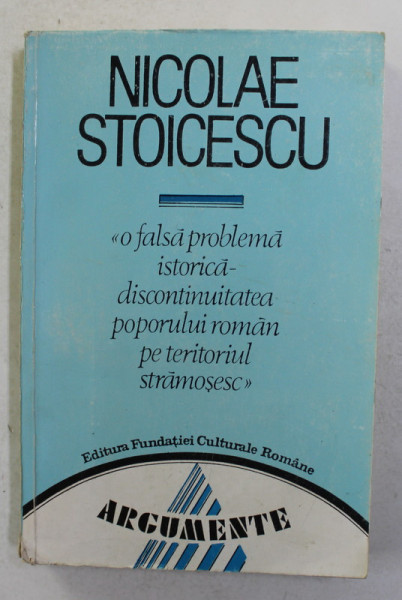 NICOLAE
STOICESCU
«o falsă problemă
istorică-
discontinuitatea
poporului român
pe teritoriul
strămoșesc»
Editura Fundației Culturale Române
ARGUMENTE